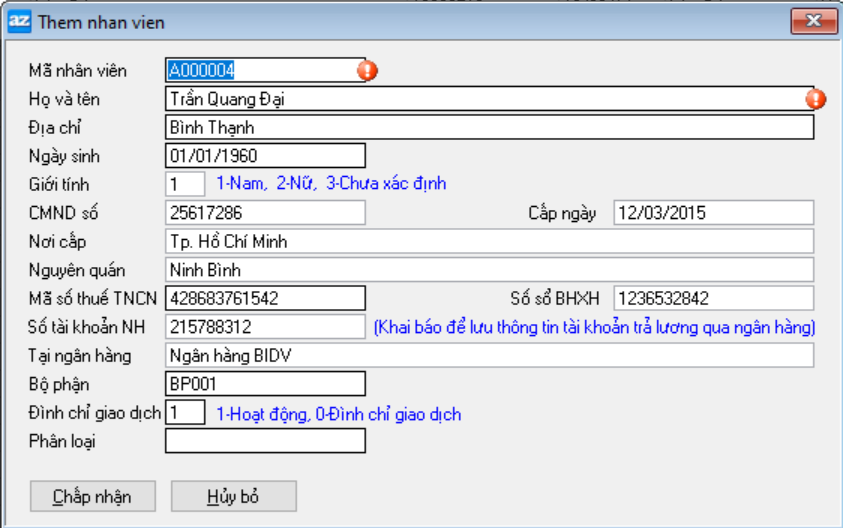 az Them nhan vien
Mã nhân viên A000004
Họ và tên Trần Quang Đại
Địa chỉ Bình Thạnh
Ngày sinh 01/01/1960
Giới tính 1 1-Nam, 2-Nữ, 3-Chưa xác định
CMND số 25617286 Cấp ngày 12/03/2015
Nơi cấp Tp. Hồ Chí Minh
Nguyên quán Ninh Bình
Mã số thuế TNCN 428683761542 Số sổ BHXH 1236532842
Số tài khoản NH 215788312 (Khai báo để lưu thông tin tài khoản trả lương qua ngân hàng)
Tại ngân hàng Ngân hàng BIDV
Bộ phận BP001
Đình chỉ giao dịch 1 1-Hoạt động, 0-Đình chỉ giao dịch
Phân loại
Chấp nhận Hủy bỏ